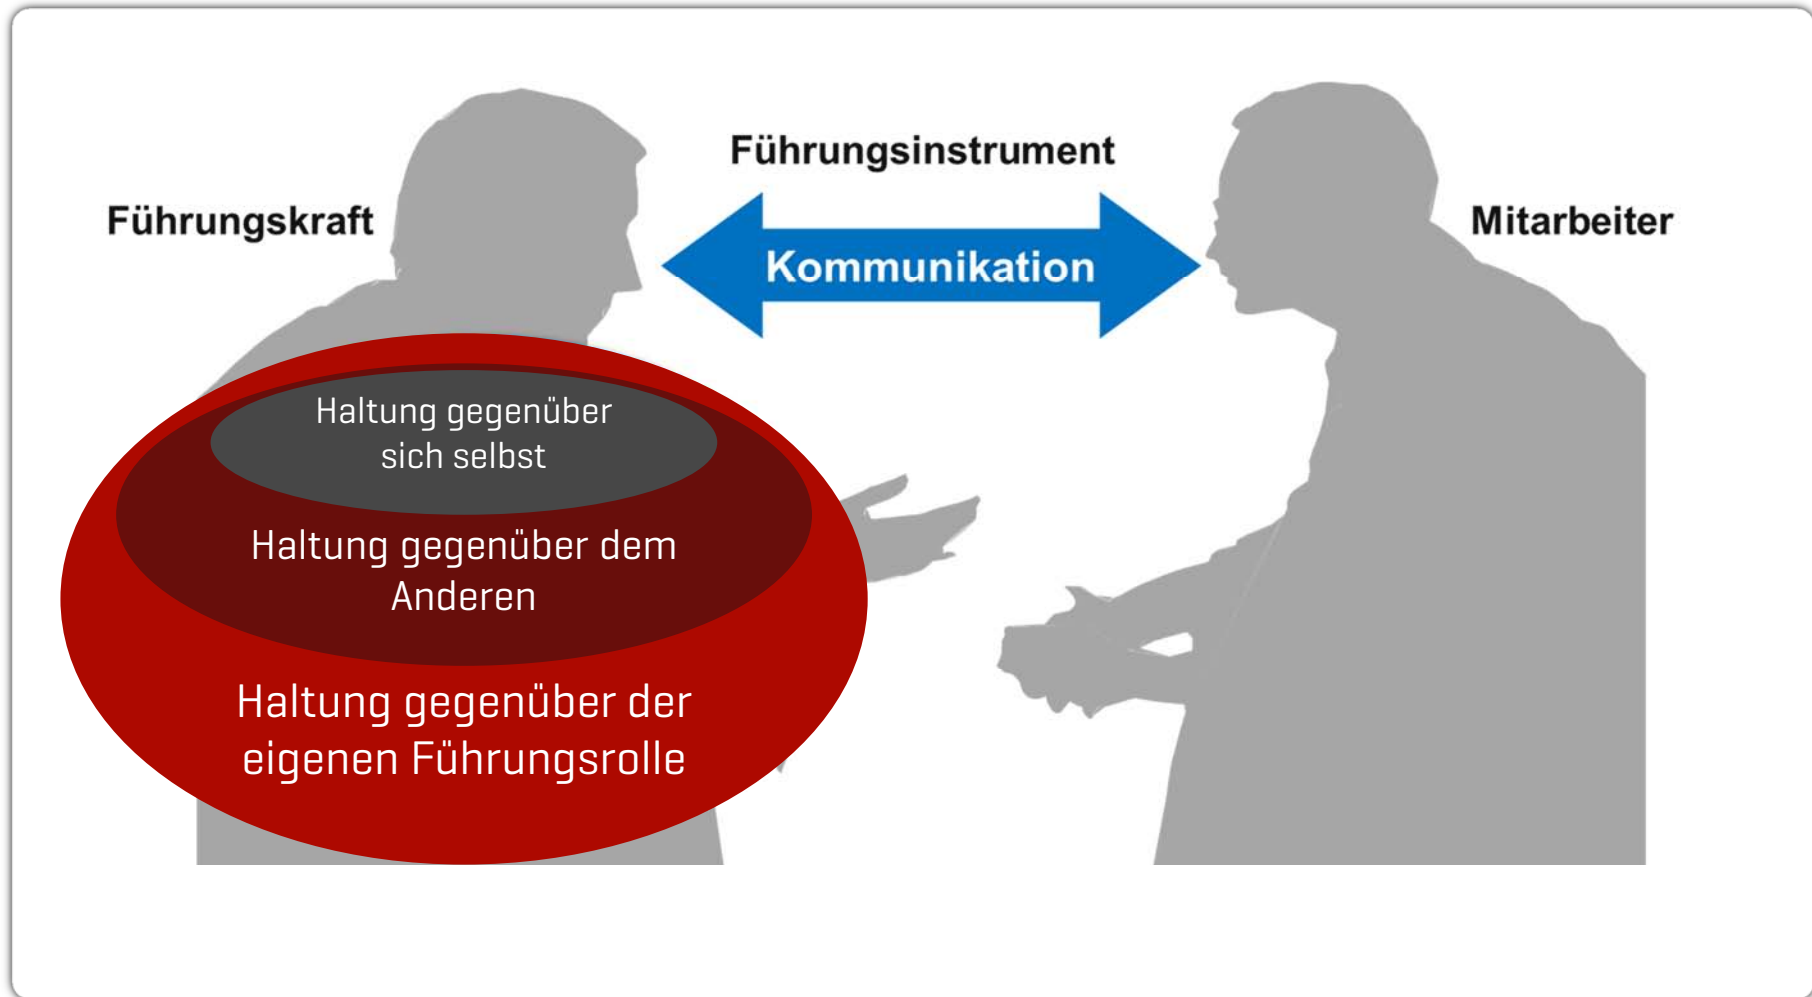 Führungsinstrument
Führungskraft
Kommunikation
Mitarbeiter
Haltung gegenüber
sich selbst
Haltung gegenüber dem
Anderen
Haltung gegenüber der
eigenen Führungsrolle